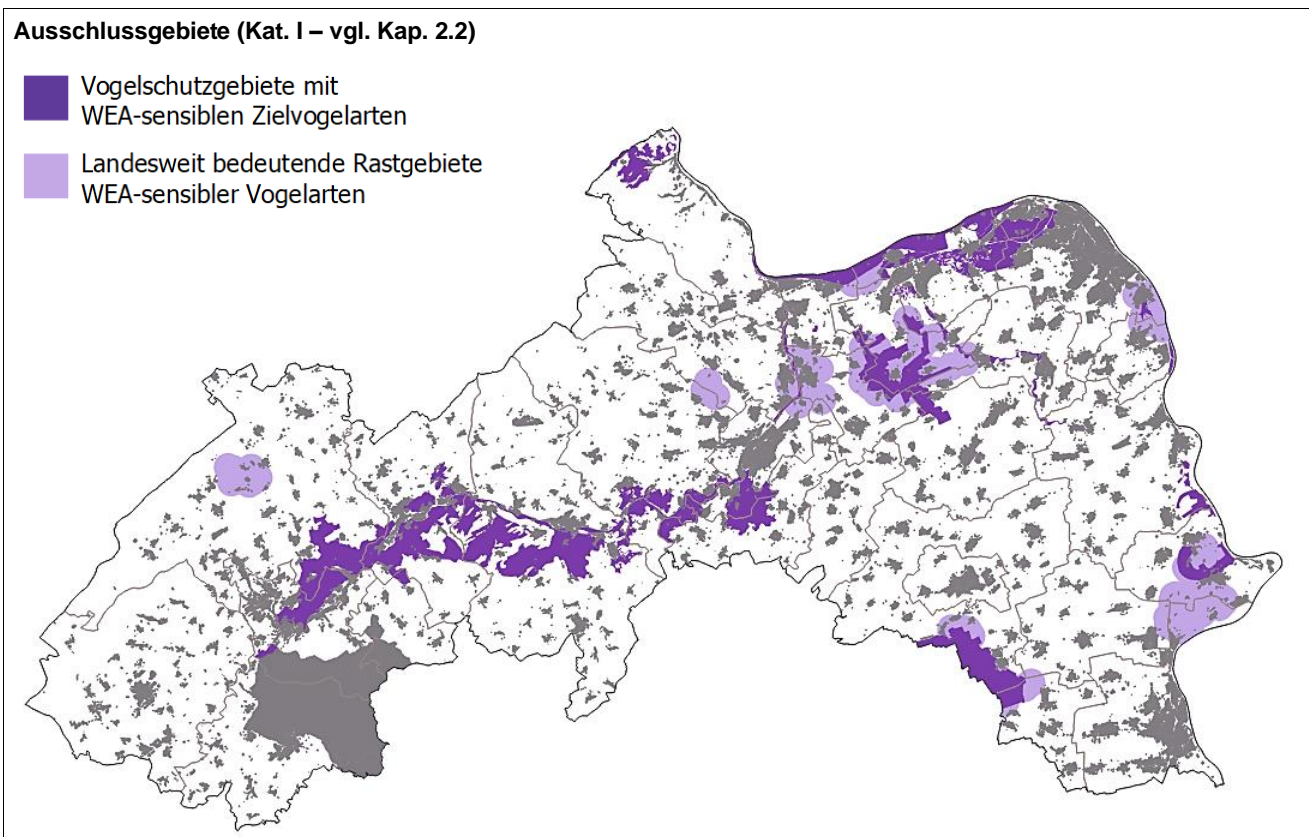 Ausschlussgebiete (Kat. I – vgl. Kap. 2.2)
Vogelschutzgebiete mit
WEA-sensiblen Zielvogelarten
Landesweit bedeutende Rastgebiete
WEA-sensibler Vogelarten